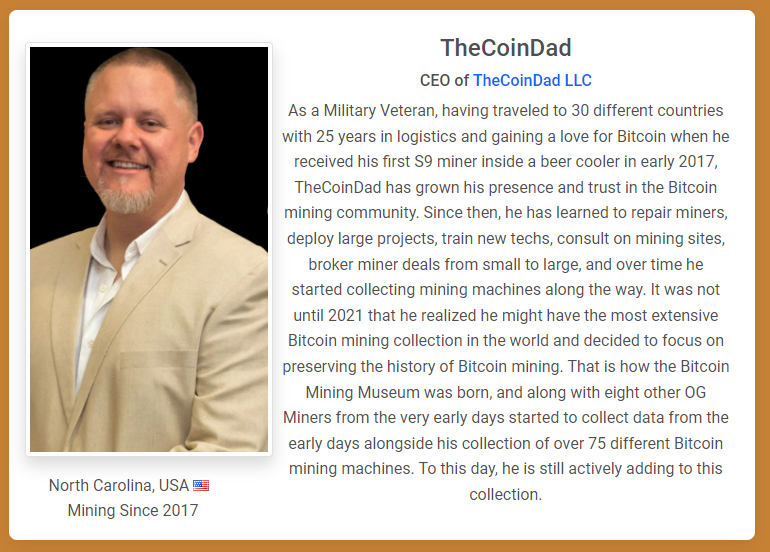 TheCoinDad
CEO of TheCoinDad LLC
As a Military Veteran, having traveled to 30 different countries
with 25 years in logistics and gaining a love for Bitcoin when he
received his first S9 miner inside a beer cooler in early 2017,
TheCoinDad has grown his presence and trust in the Bitcoin
mining community. Since then, he has learned to repair miners,
deploy large projects, train new techs, consult on mining sites,
broker miner deals from small to large, and over time he
started collecting mining machines along the way. It was not
until 2021 that he realized he might have the most extensive
Bitcoin mining collection in the world and decided to focus on
preserving the history of Bitcoin mining. That is how the Bitcoin
Mining Museum was born, and along with eight other OG
Miners from the very early days started to collect data from the
early days alongside his collection of over 75 different Bitcoin
mining machines. To this day, he is still actively adding to this
collection.
North Carolina, USA 🇺🇸
Mining Since 2017